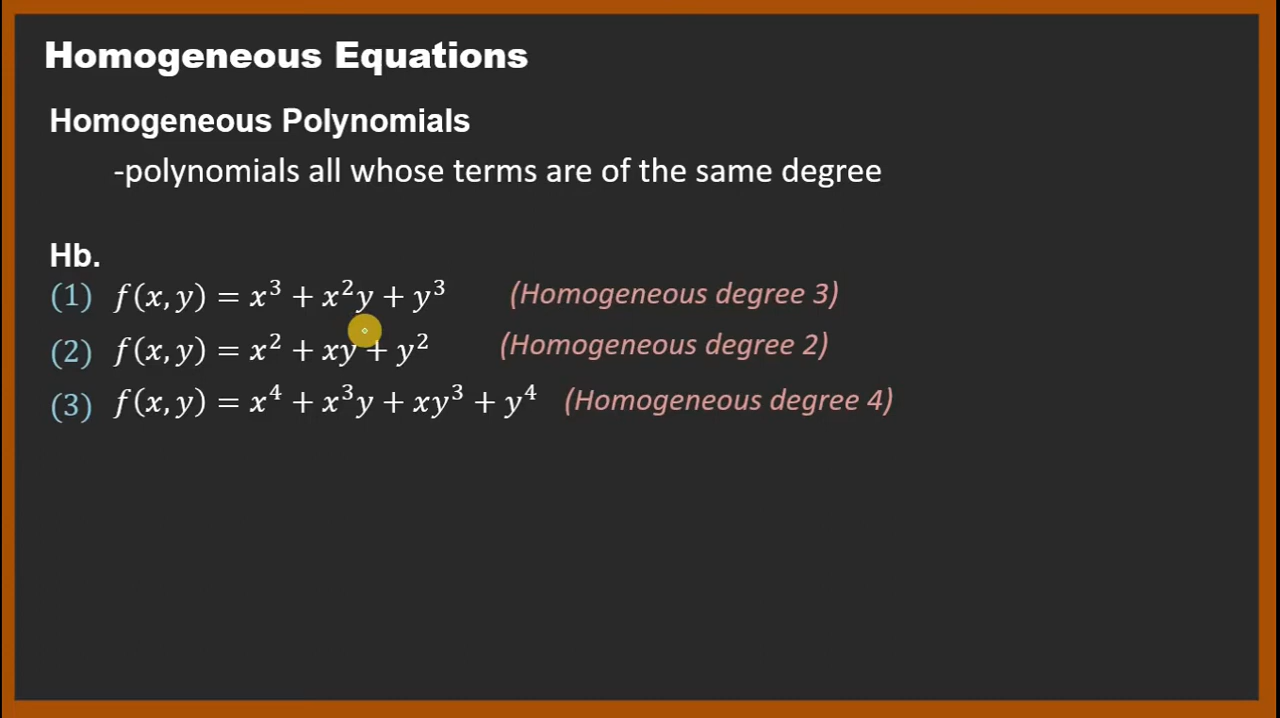 Homogeneous Equations
Homogeneous Polynomials
-polynomials all whose terms are of the same degree
Hb.
(1) f(x, y) = x³ + x²y + y³ (Homogeneous degree 3)
(2) f(x, y) = x² + xy + y² (Homogeneous degree 2)
(3) f(x, y) = x⁴ + x³y + xy³ + y⁴ (Homogeneous degree 4)